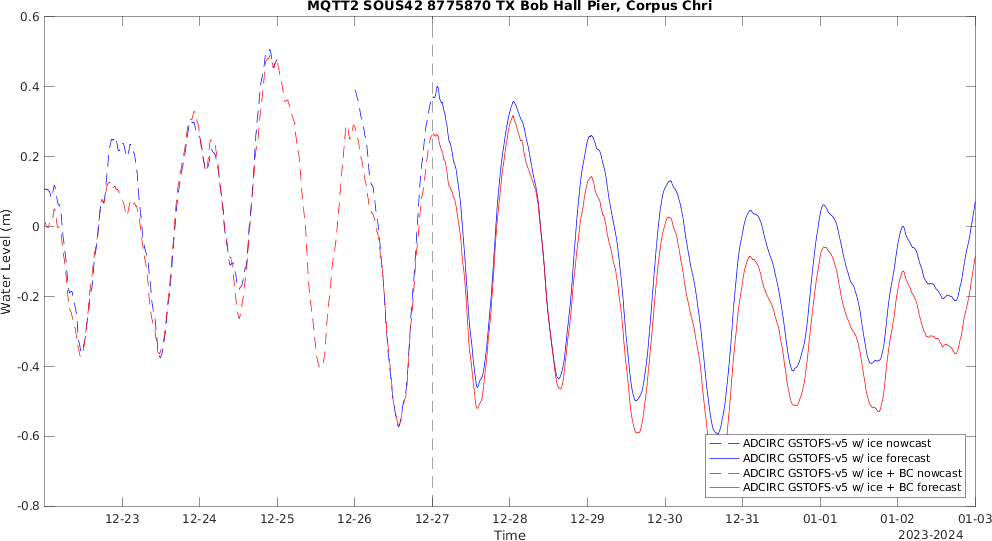 MQTT2 SOUS42 8775870 TX Bob Hall Pier, Corpus Chri
0.6
0.4
0.2
0
-0.2
-0.4
-0.6
-0.8
Water Level (m)
ADCIRC GSTOFS-v5 w/ ice nowcast
ADCIRC GSTOFS-v5 w/ ice forecast
ADCIRC GSTOFS-v5 w/ ice + BC nowcast
ADCIRC GSTOFS-v5 w/ ice + BC forecast
12-23 12-24 12-25 12-26 12-27 12-28 12-29 12-30 12-31 01-01 01-02 01-03
Time
2023-2024